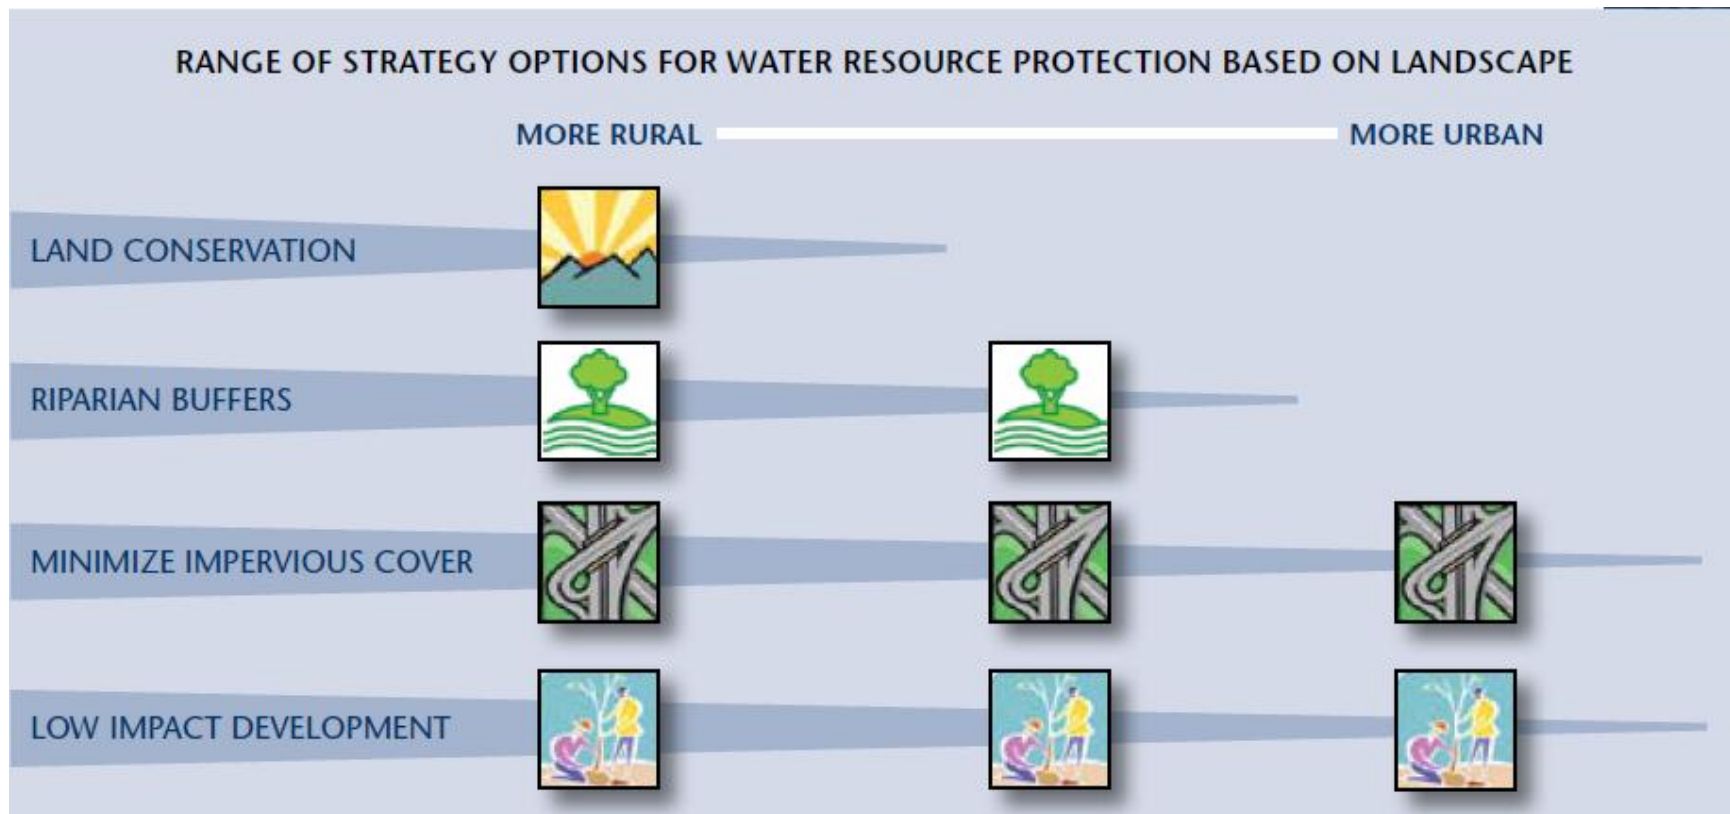 RANGE OF STRATEGY OPTIONS FOR WATER RESOURCE PROTECTION BASED ON LANDSCAPE
MORE RURAL MORE URBAN
LAND CONSERVATION
RIPARIAN BUFFERS
MINIMIZE IMPERVIOUS COVER
LOW IMPACT DEVELOPMENT